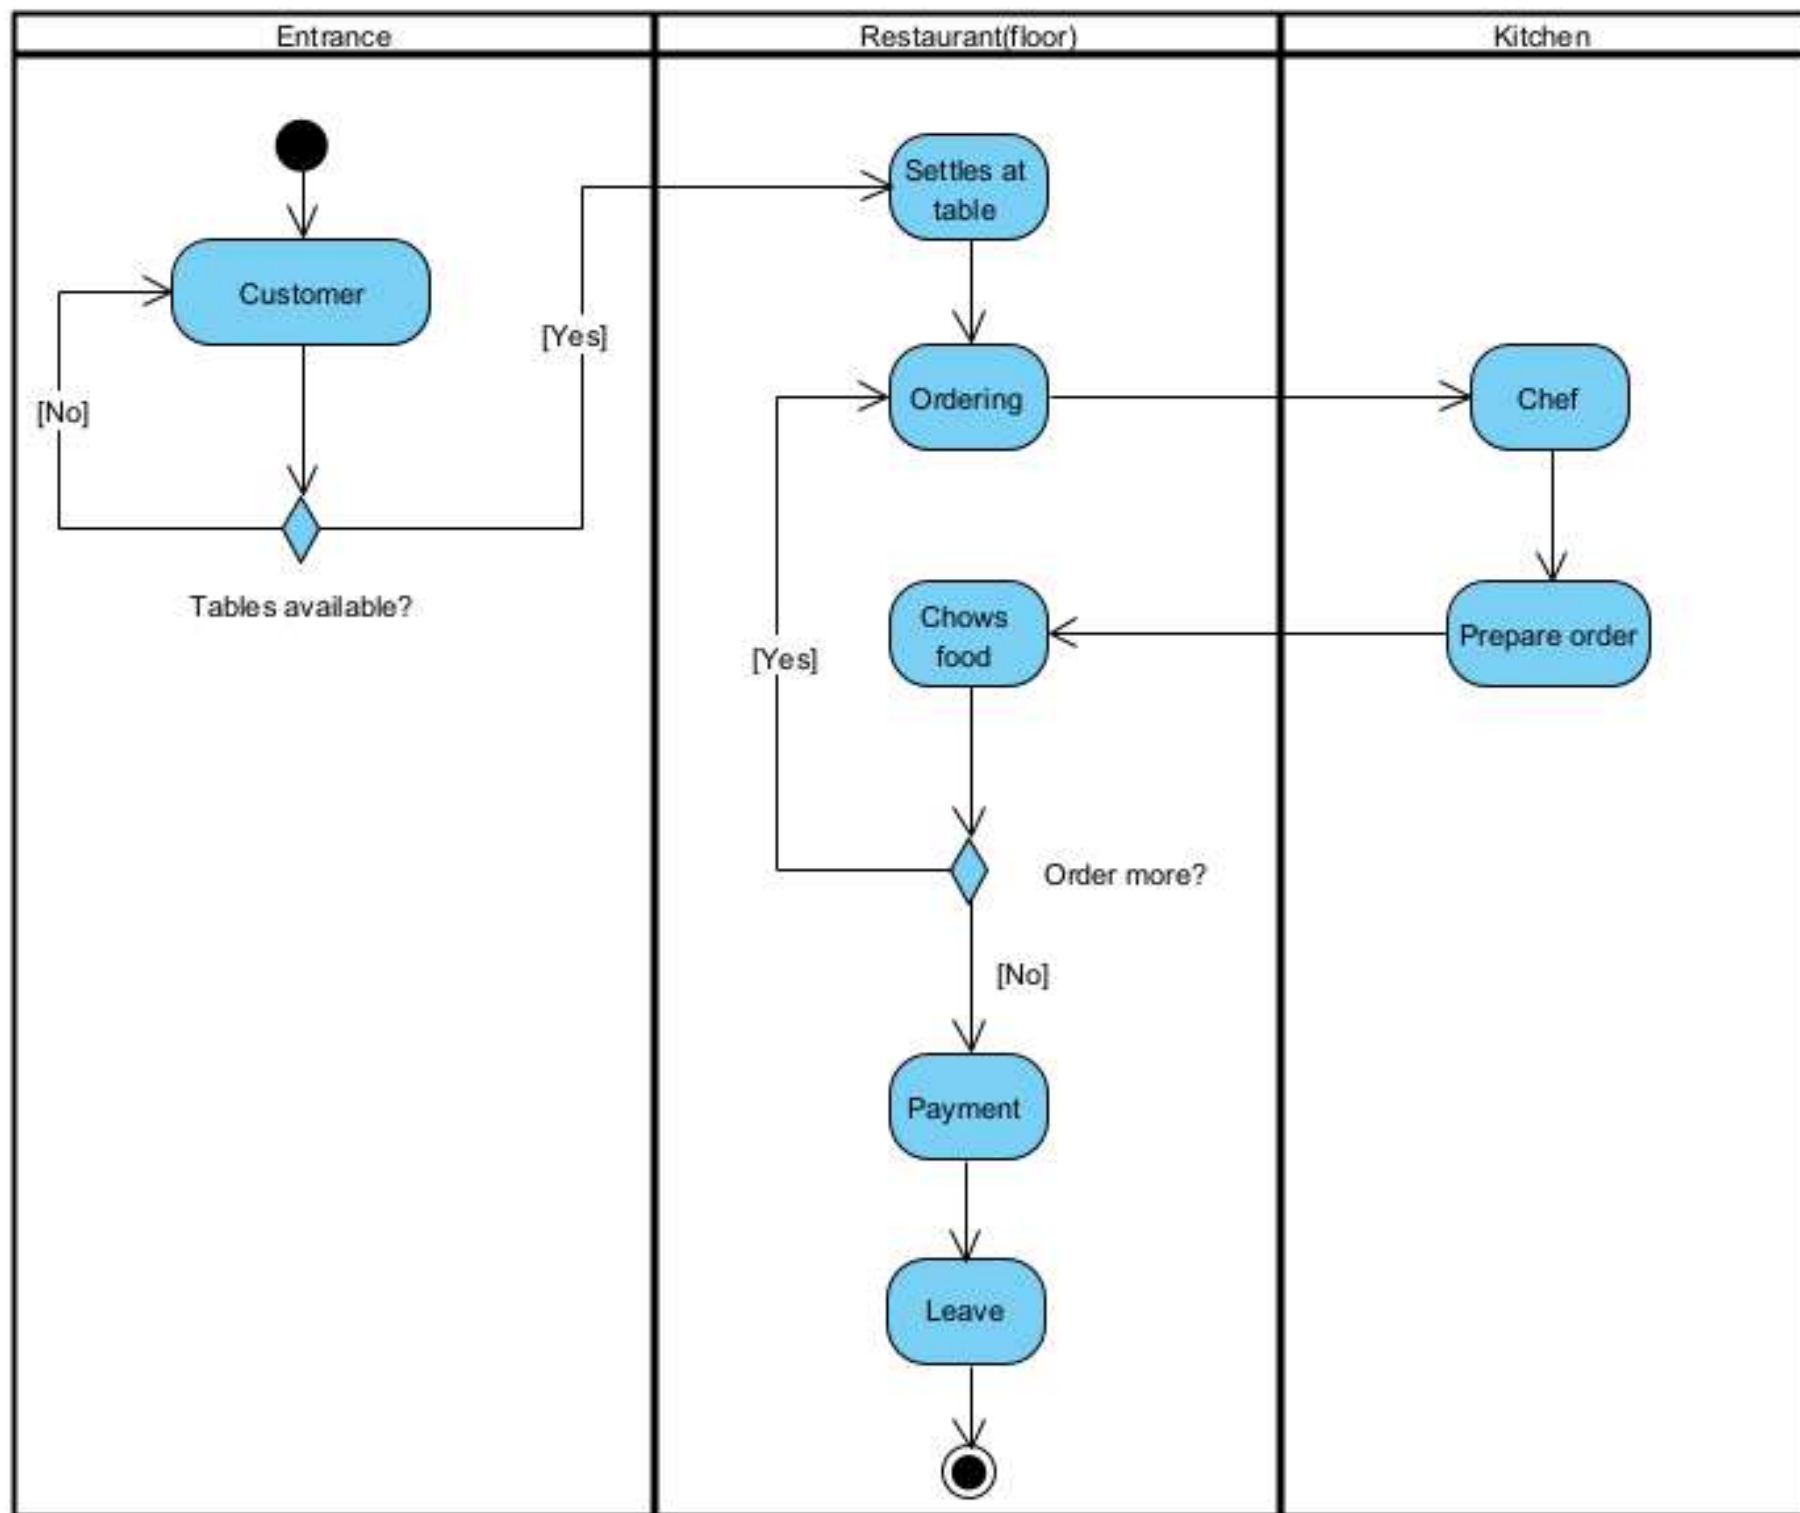 Entrance
Restaurant(floor)
Kitchen
Customer
[No]
[Yes]
Tables available?
Settles at
table
Ordering
Chef
Prepare order
Chows
food
[Yes]
Order more?
[No]
Payment
Leave